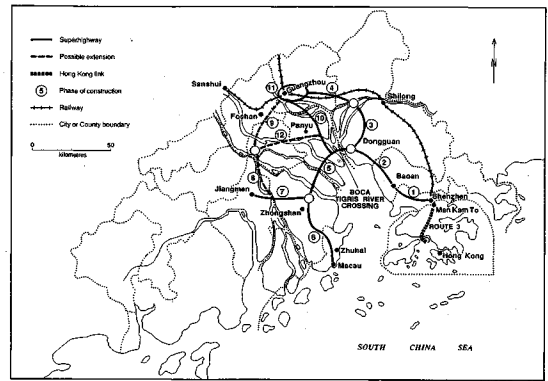 Superhighway
Possible extension
Hong Kong link
5 Phase of construction
Railway
City or County boundary
0 50
kilometres
N
Sanshui
11
Guangzhou
4
Shilong
Foshan
9
10
Panyu
3
12
Dongguan
5
2
Baoan
8
Jiangmen
7
BOCA
TIGRIS RIVER
CROSSING
1
Shenzhen
Man Kam To
Zhongshan
ROUTE 3
6
Zhuhai
Hong Kong
Macau
SOUTH CHINA SEA